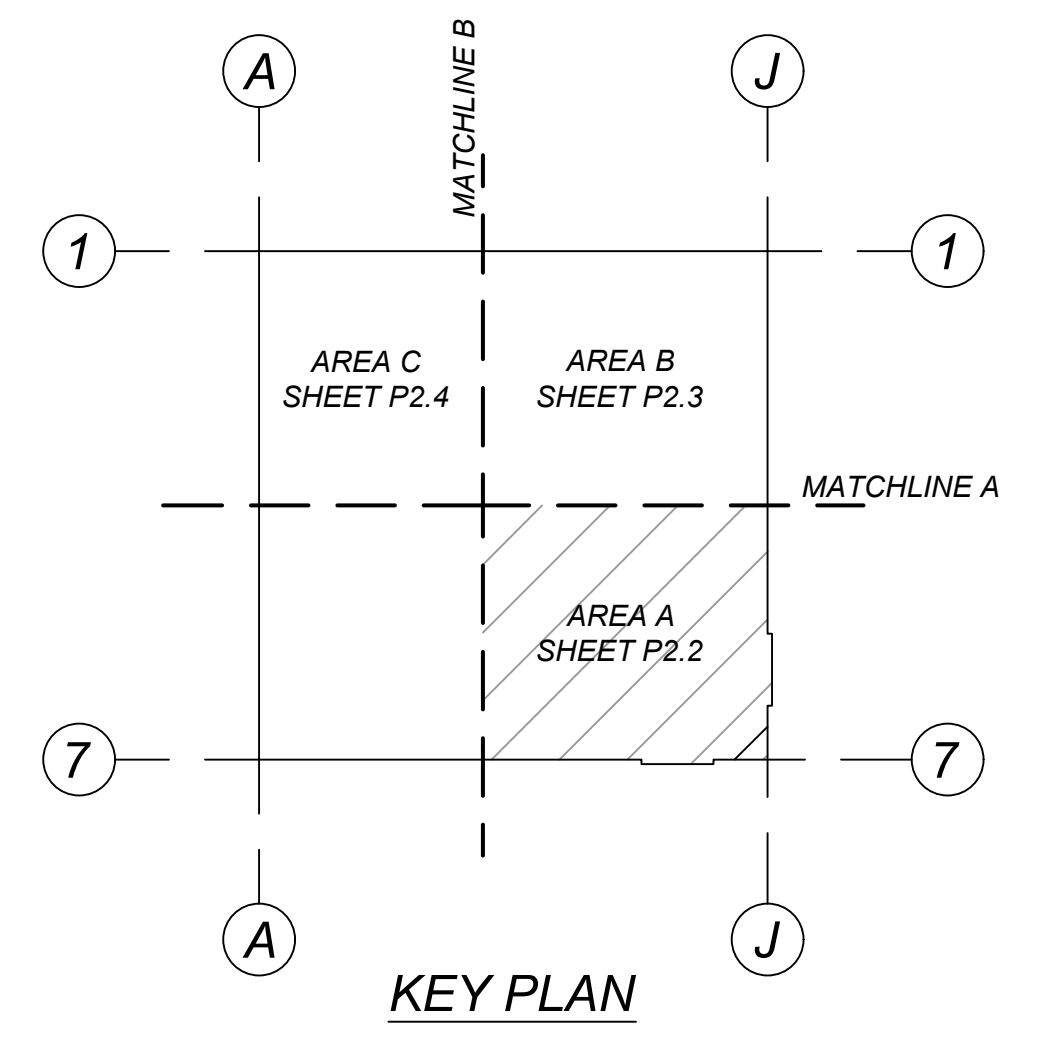 MATCHLINE B
A
J
1
1
AREA C
SHEET P2.4
AREA B
SHEET P2.3
MATCHLINE A
AREA A
SHEET P2.2
7
7
A
J
KEY PLAN